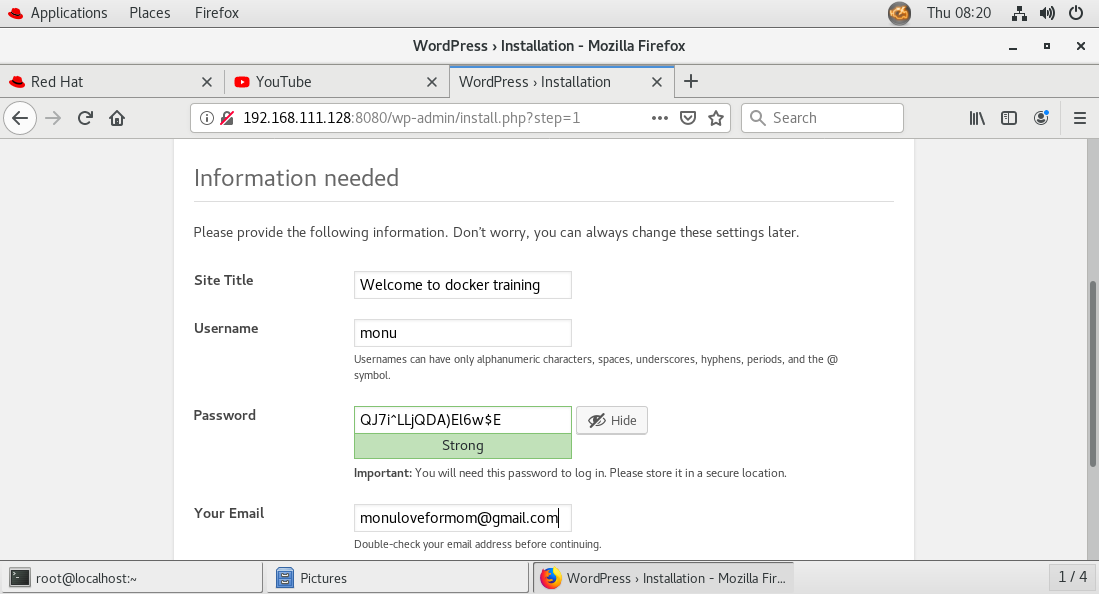 Applications Places Firefox Thu 08:20
WordPress › Installation - Mozilla Firefox
Red Hat YouTube WordPress › Installation
192.168.111.128:8080/wp-admin/install.php?step=1 Search
Information needed
Please provide the following information. Don't worry, you can always change these settings later.
Site Title Welcome to docker training
Username monu
Usernames can have only alphanumeric characters, spaces, underscores, hyphens, periods, and the @
symbol.
Password QJ7i^LLjQDA)El6w$E Hide
Strong
Important: You will need this password to log in. Please store it in a secure location.
Your Email monuloveformom@gmail.com
Double-check your email address before continuing.
root@localhost:~ Pictures WordPress › Installation - Mozilla Fir... 1 / 4